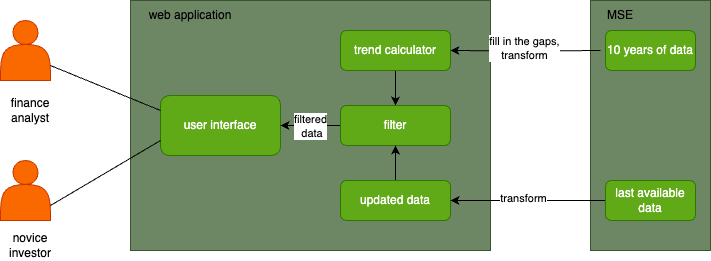 web application
MSE
trend calculator
fill in the gaps,
transform
10 years of data
finance
analyst
user interface
filtered
data
filter
updated data
transform
last available
data
novice
investor